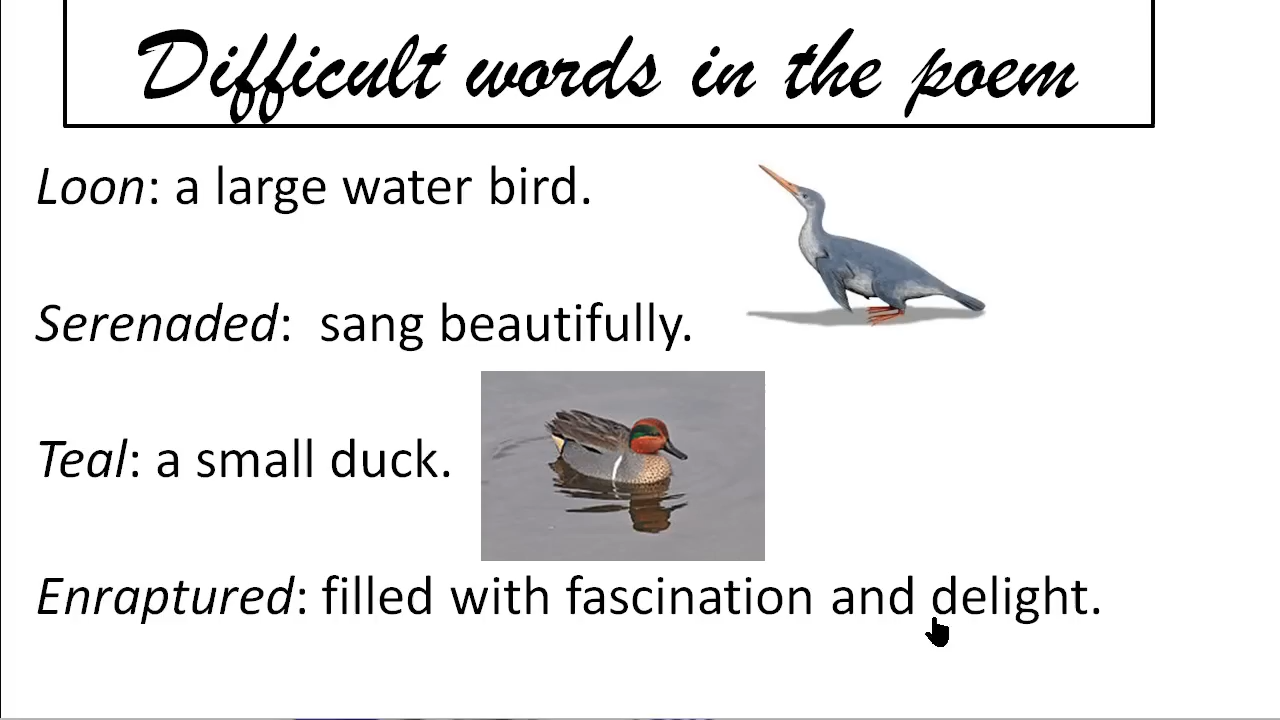 Difficult words in the poem
Loon: a large water bird.
Serenaded:  sang beautifully.
Teal: a small duck.
Enraptured: filled with fascination and delight.